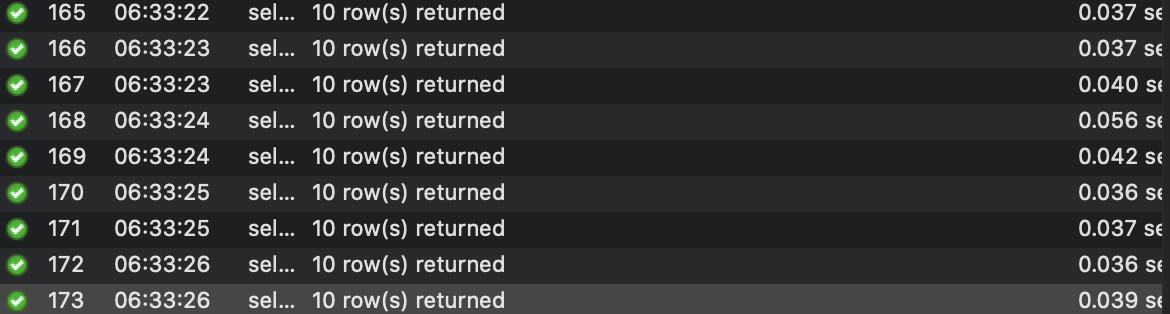 165 06:33:22 sel... 10 row(s) returned 0.037 se
166 06:33:23 sel... 10 row(s) returned 0.037 se
167 06:33:23 sel... 10 row(s) returned 0.040 se
168 06:33:24 sel... 10 row(s) returned 0.056 se
169 06:33:24 sel... 10 row(s) returned 0.042 se
170 06:33:25 sel... 10 row(s) returned 0.036 se
171 06:33:25 sel... 10 row(s) returned 0.037 se
172 06:33:26 sel... 10 row(s) returned 0.036 se
173 06:33:26 sel... 10 row(s) returned 0.039 se